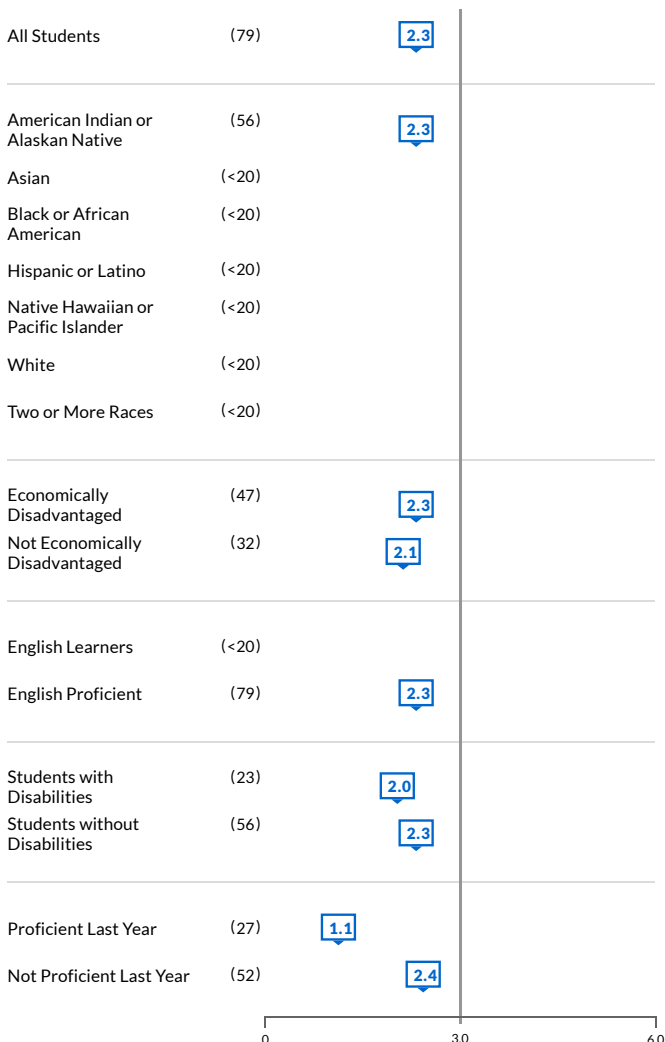 All Students (79) 2.3
American Indian or (56) 2.3
Alaskan Native
Asian (<20)
Black or African (<20)
American
Hispanic or Latino (<20)
Native Hawaiian or (<20)
Pacific Islander
White (<20)
Two or More Races (<20)
Economically (47) 2.3
Disadvantaged
Not Economically (32) 2.1
Disadvantaged
English Learners (<20)
English Proficient (79) 2.3
Students with (23) 2.0
Disabilities
Students without (56) 2.3
Disabilities
Proficient Last Year (27) 1.1
Not Proficient Last Year (52) 2.4
0 3.0 6.0